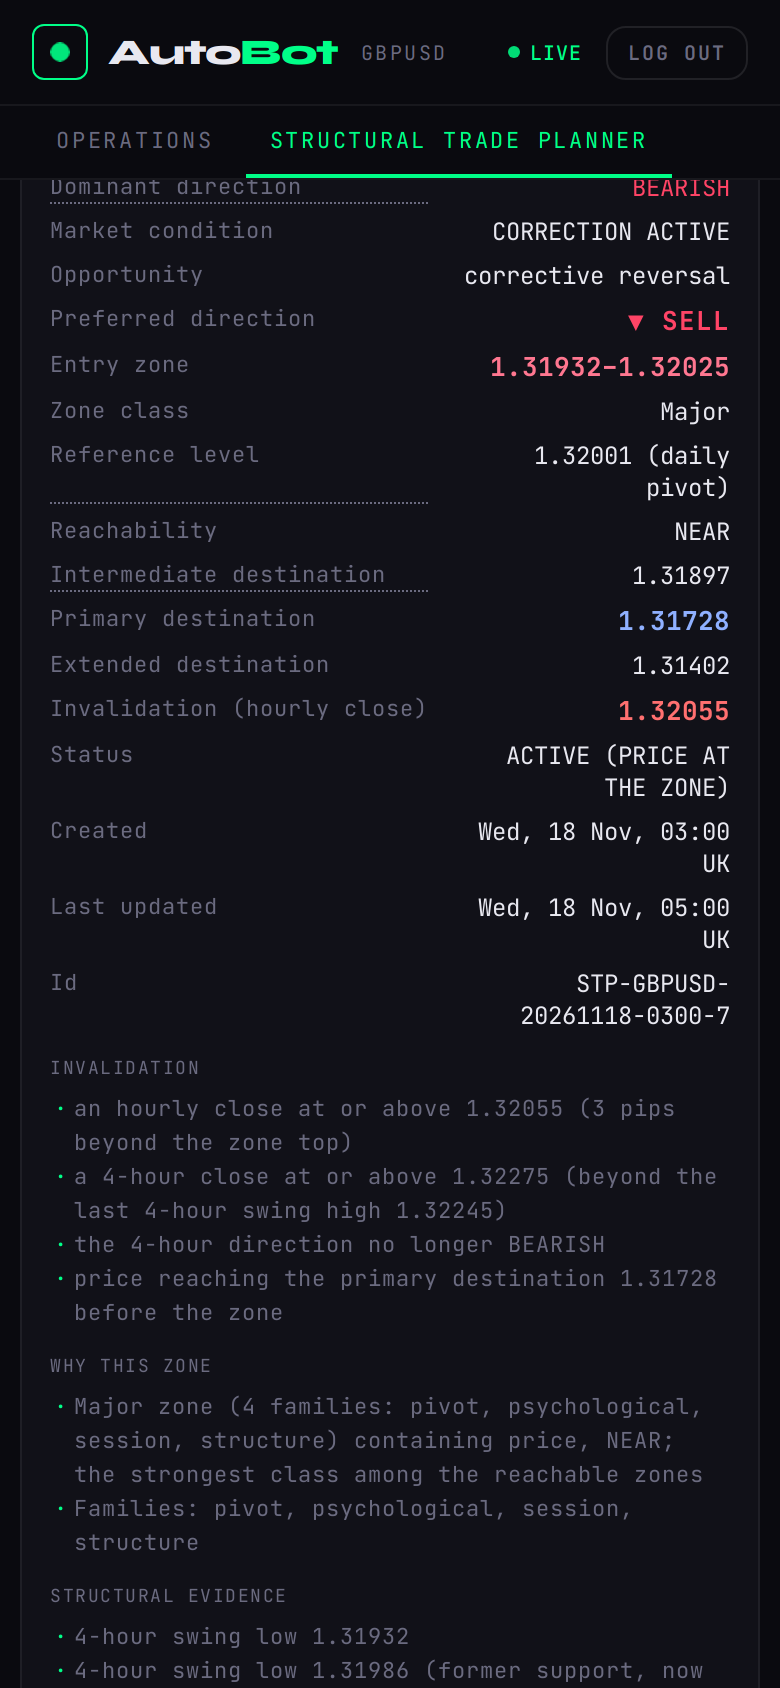 AutoBot GBPUSD LIVE LOG OUT
OPERATIONS STRUCTURAL TRADE PLANNER
Dominant direction BEARISH
Market condition CORRECTION ACTIVE
Opportunity corrective reversal
Preferred direction ▼ SELL
Entry zone 1.31932–1.32025
Zone class Major
Reference level 1.32001 (daily
pivot)
Reachability NEAR
Intermediate destination 1.31897
Primary destination 1.31728
Extended destination 1.31402
Invalidation (hourly close) 1.32055
Status ACTIVE (PRICE AT
THE ZONE)
Created Wed, 18 Nov, 03:00
UK
Last updated Wed, 18 Nov, 05:00
UK
Id STP-GBPUSD-
20261118-0300-7
INVALIDATION
· an hourly close at or above 1.32055 (3 pips
beyond the zone top)
· a 4-hour close at or above 1.32275 (beyond the
last 4-hour swing high 1.32245)
· the 4-hour direction no longer BEARISH
· price reaching the primary destination 1.31728
before the zone
WHY THIS ZONE
· Major zone (4 families: pivot, psychological,
session, structure) containing price, NEAR;
the strongest class among the reachable zones
· Families: pivot, psychological, session,
structure
STRUCTURAL EVIDENCE
· 4-hour swing low 1.31932
· 4-hour swing low 1.31986 (former support, now